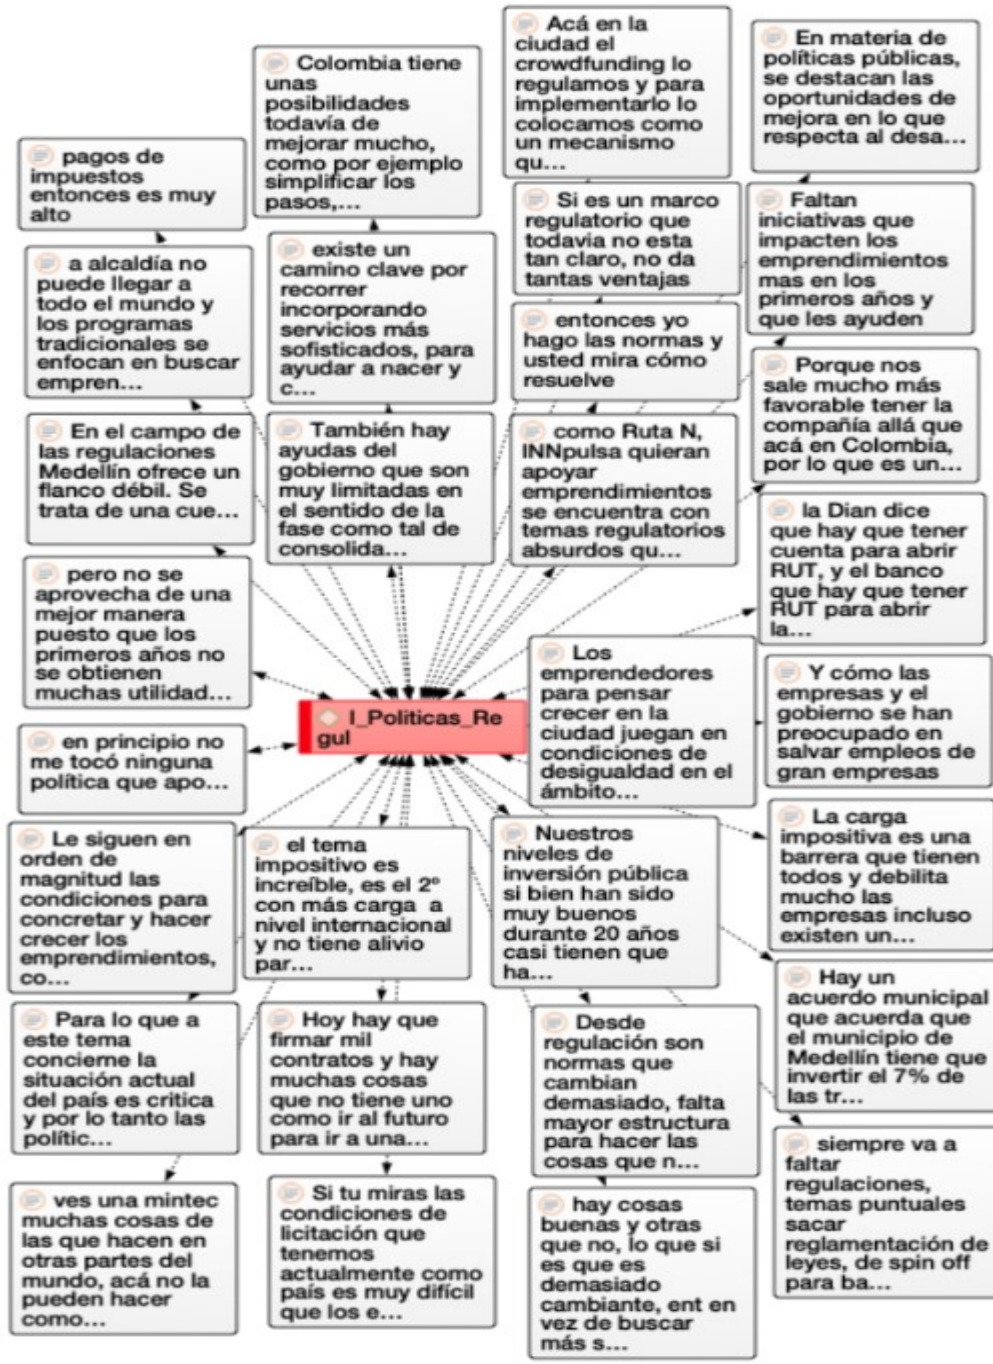 Acá en la
ciudad el
crowdfunding lo
regulamos y para
implementarlo lo
colocamos como
un mecanismo
qu...
En materia de
políticas públicas,
se destacan las
oportunidades de
mejora en lo que
respecta al desa...
Colombia tiene
unas
posibilidades
todavía de
mejorar mucho,
como por ejemplo
simplificar los
pasos,...
pagos de
impuestos
entonces es muy
alto
Si es un marco
regulatorio que
todavia no esta
tan claro, no da
tantas ventajas
Faltan
iniciativas que
impacten los
emprendimientos
mas en los
primeros años y
que les ayuden
a alcaldía no
puede llegar a
todo el mundo y
los programas
tradicionales se
enfocan en buscar
empren...
existe un
camino clave por
recorrer
incorporando
servicios más
sofisticados, para
ayudar a nacer y
c...
entonces yo
hago las normas y
usted mira cómo
resuelve
Porque nos
sale mucho más
favorable tener la
compañía allá que
acá en Colombia,
por lo que es un...
En el campo de
las regulaciones
Medellín ofrece un
flanco débil. Se
trata de una cue...
También hay
ayudas del
gobierno que son
muy limitadas en
el sentido de la
fase como tal de
consolida...
como Ruta N,
INNpulsa quieran
apoyar
emprendimientos
se encuentra con
temas regulatorios
absurdos qu...
la Dian dice
que hay que tener
cuenta para abrir
RUT, y el banco
que hay que tener
RUT para abrir
la...
pero no se
aprovecha de una
mejor manera
puesto que los
primeros años no
se obtienen
muchas utilidad...
Los
emprendedores
para pensar
crecer en la
ciudad juegan en
condiciones de
desigualdad en el
ámbito...
Y cómo las
empresas y el
gobierno se han
preocupado en
salvar empleos de
gran empresas
I_Politicas_Re
gul
en principio no
me tocó ninguna
política que apo...
Le siguen en
orden de
magnitud las
condiciones para
concretar y hacer
crecer los
emprendimientos,
co...
el tema
impositivo es
increíble, es el 2º
con más carga a
nivel internacional
y no tiene alivio
par...
Nuestros
niveles de
inversión pública
si bien han sido
muy buenos
durante 20 años
casi tienen que
ha...
La carga
impositiva es una
barrera que tienen
todos y debilita
mucho las
empresas incluso
existen un...
Hay un
acuerdo municipal
que acuerda que
el municipio de
Medellín tiene que
invertir el 7% de
las tr...
Para lo que a
este tema
concierne la
situación actual
del país es critica
y por lo tanto las
polític...
Hoy hay que
firmar mil
contratos y hay
muchas cosas
que no tiene uno
como ir al futuro
para ir a una...
Desde
regulación son
normas que
cambian
demasiado, falta
mayor estructura
para hacer las
cosas que n...
siempre va a
faltar
regulaciones,
temas puntuales
sacar
reglamentación de
leyes, de spin off
para ba...
ves una mintec
muchas cosas de
las que hacen en
otras partes del
mundo, acá no la
pueden hacer
como...
Si tu miras las
condiciones de
licitación que
tenemos
actualmente como
país es muy difícil
que los e...
hay cosas
buenas y otras
que no, lo que si
es que es
demasiado
cambiante, ent en
vez de buscar
más s...